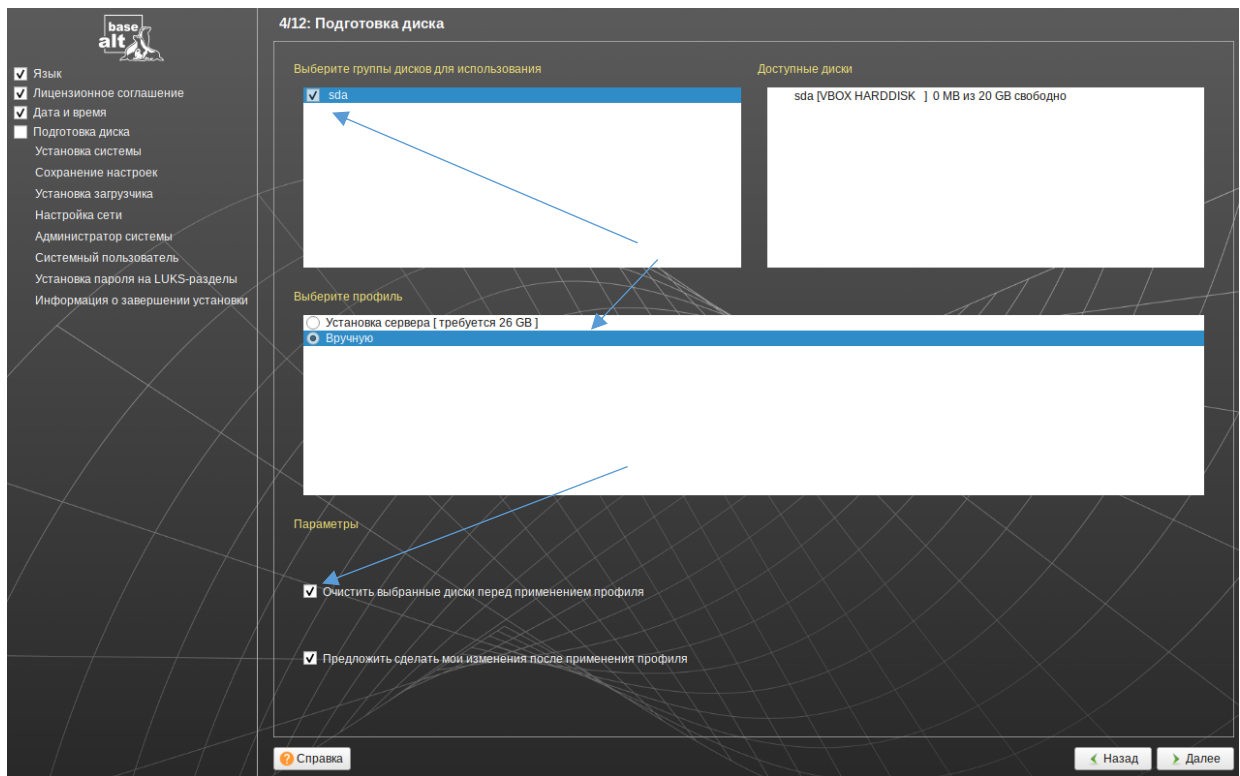 base
alt
Язык
Лицензионное соглашение
Дата и время
Подготовка диска
Установка системы
Сохранение настроек
Установка загрузчика
Настройка сети
Администратор системы
Системный пользователь
Установка пароля на LUKS-разделы
Информация о завершении установки
4/12: Подготовка диска
Выберите группы дисков для использования
sda
Доступные диски
sda [VBOX HARDDISK ] 0 MB из 20 GB свободно
Выберите профиль
Установка сервера [ требуется 26 GB ]
Вручную
Параметры
Очистить выбранные диски перед применением профиля
Предложить сделать мои изменения после применения профиля
Справка
Назад
Далее